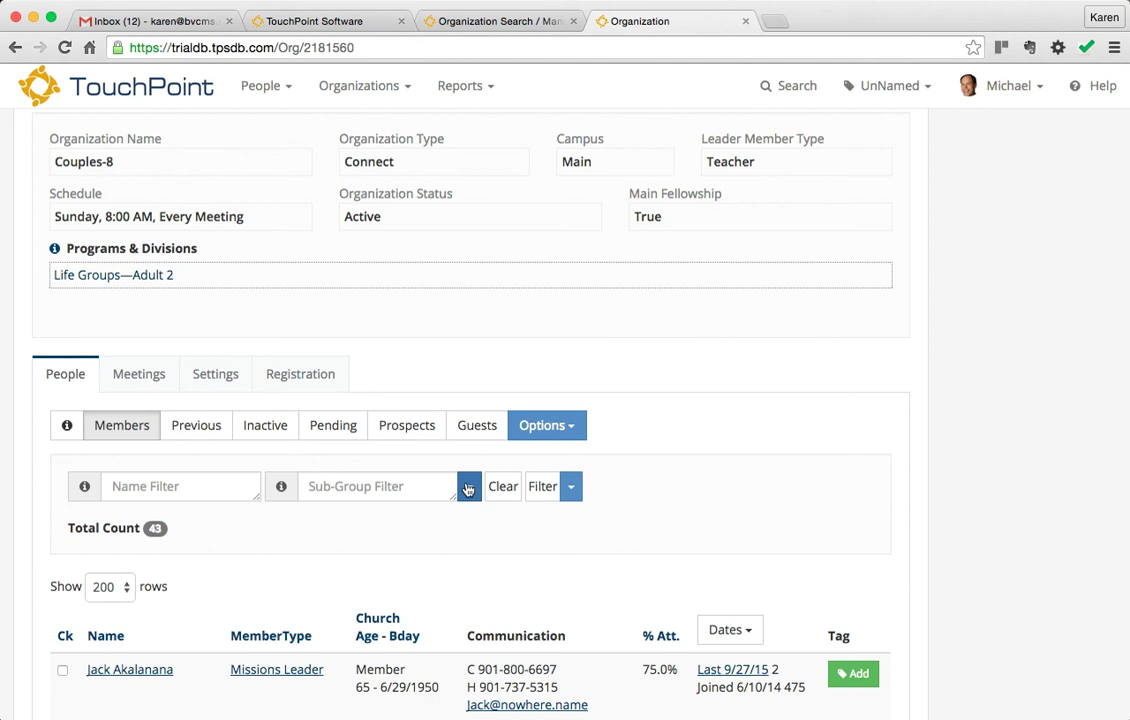 Inbox (12) - karen@bvcms. TouchPoint Software Organization Search / Man Organization Karen
https://trialdb.tpsdb.com/Org/2181560
TouchPoint People Organizations Reports Search UnNamed Michael Help
Organization Name Organization Type Campus Leader Member Type
Couples-8 Connect Main Teacher
Schedule Organization Status Main Fellowship
Sunday, 8:00 AM, Every Meeting Active True
Programs & Divisions
Life Groups—Adult 2
People Meetings Settings Registration
Members Previous Inactive Pending Prospects Guests Options
Name Filter Sub-Group Filter Clear Filter
Total Count 43
Show 200 rows
Church
Ck Name MemberType Age - Bday Communication % Att. Dates Tag
Jack Akalanana Missions Leader Member C 901-800-6697 75.0% Last 9/27/15 2 Add
65 - 6/29/1950 H 901-737-5315 Joined 6/10/14 475
Jack@nowhere.name